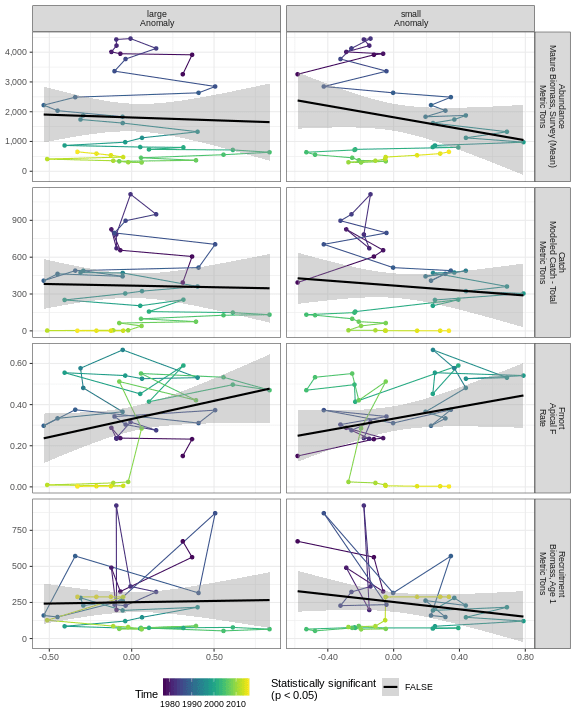 large
Anomaly
small
Anomaly
4,000
3,000
2,000
1,000
0
Abundance
Mature Biomass, Survey (Mean)
Metric Tons
900
600
300
0
Catch
Modeled Catch - Total
Metric Tons
0.60
0.40
0.20
0.00
Fmort
Apical F
Rate
750
500
250
0
Recruitment
Biomass, Age 1
Metric Tons
-0.50 0.00 0.50
-0.40 0.00 0.40 0.80
Time
1980 1990 2000 2010
Statistically significant
(p < 0.05)
FALSE